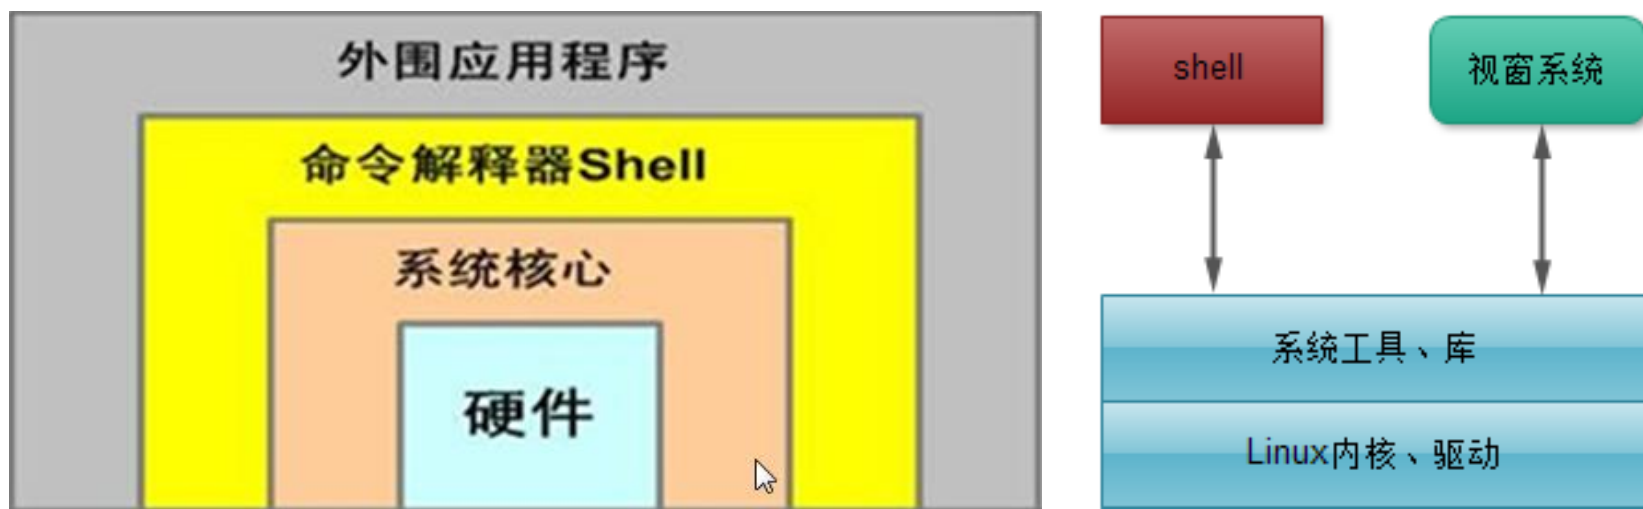 外围应用程序
命令解释器Shell
系统核心
硬件
shell
视窗系统
系统工具、库
Linux内核、驱动